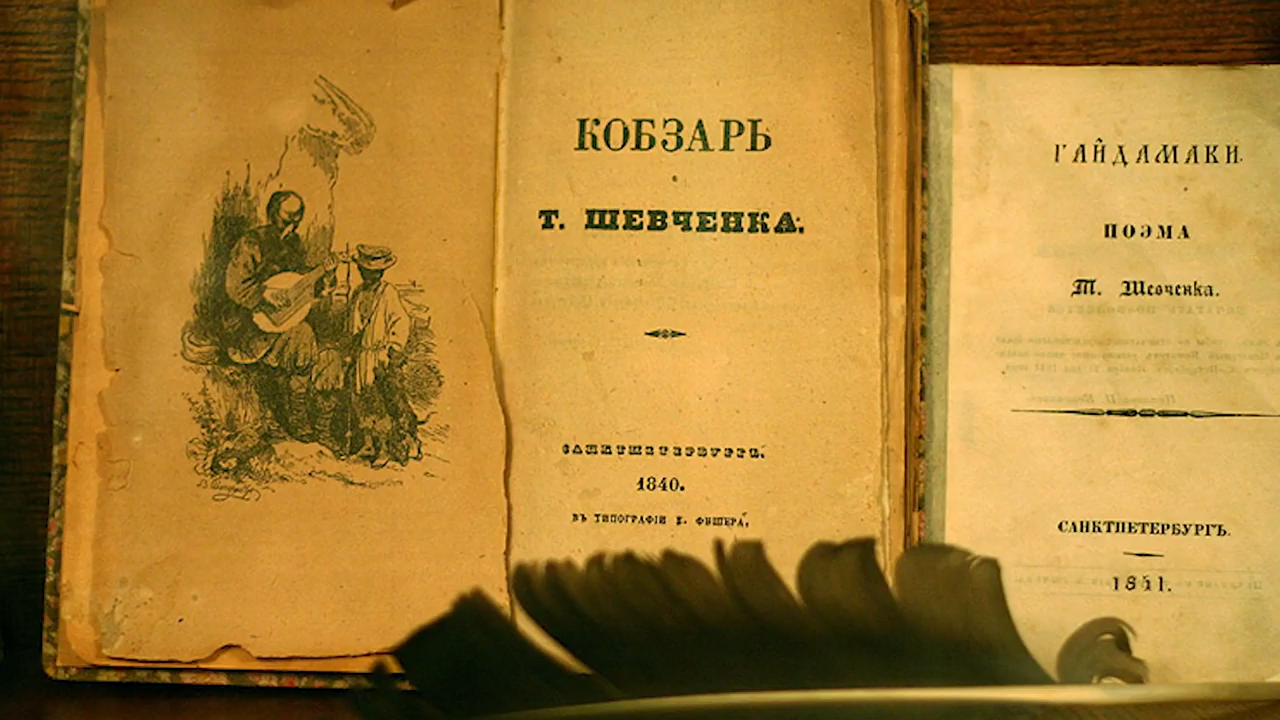 КОБЗАРЬ
Т. ШЕВЧЕНКА.
САНКТПЕТЕРБУРГЪ.
1840.
ВЪ ТИПОГРАФІИ Е. ФИШЕРА.
ГАЙДАМАКИ.
ПОЭМА
Т. Шевченка.
САНКТПЕТЕРБУРГЪ.
1841.